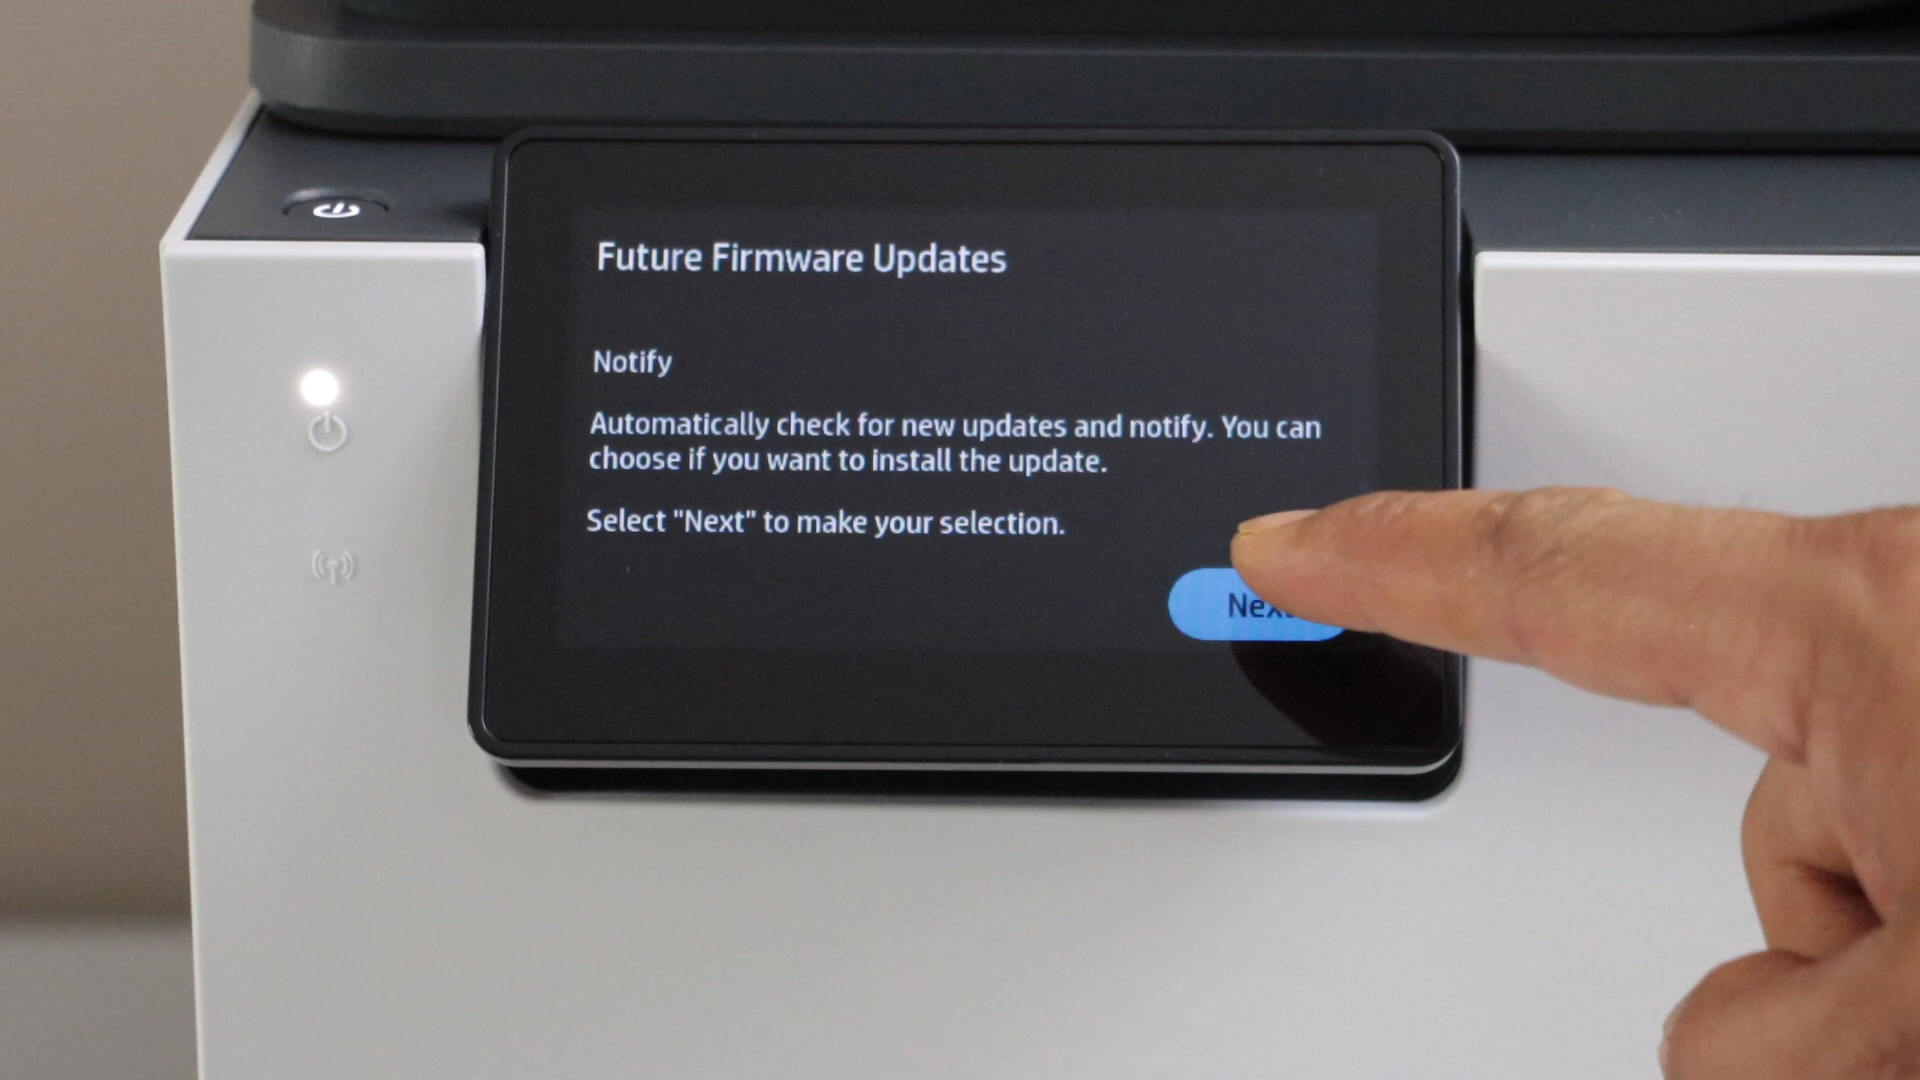 Future Firmware Updates
Notify
Automatically check for new updates and notify. You can
choose if you want to install the update.
Select "Next" to make your selection.
Next